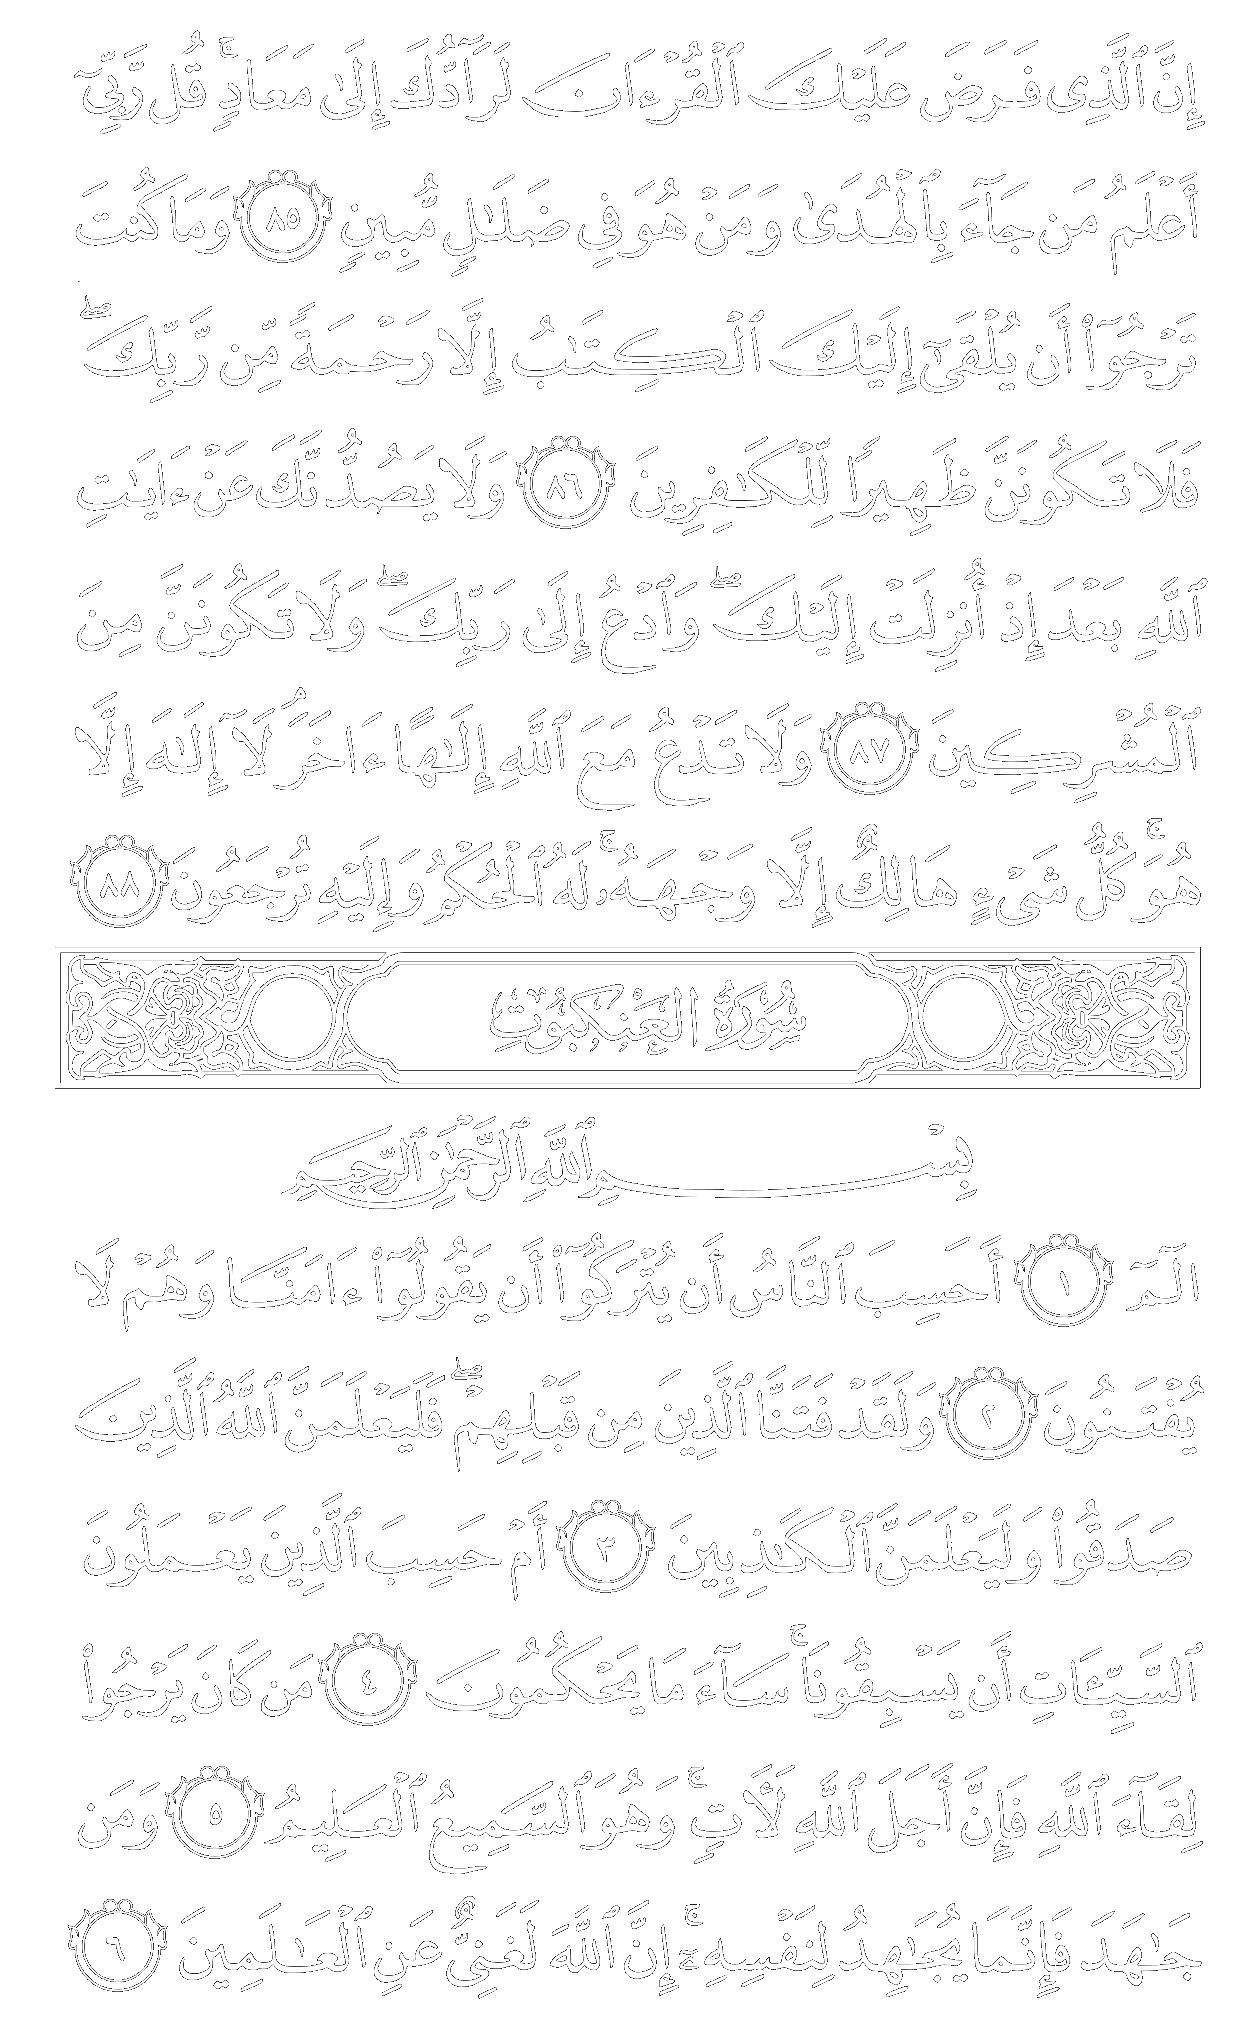 إِنَّ ٱلَّذِى فَرَضَ عَلَيْكَ ٱلْقُرْءَانَ لَرَآدُّكَ إِلَىٰ مَعَادٍ ۚ قُل رَّبِّىٓ
أَعْلَمُ مَن جَآءَ بِٱلْهُدَىٰ وَمَنْ هُوَ فِى ضَلَـٰلٍ مُّبِينٍ ٨٥ وَمَا كُنتَ
تَرْجُوٓا۟ أَن يُلْقَىٰٓ إِلَيْكَ ٱلْكِتَـٰبُ إِلَّا رَحْمَةً مِّن رَّبِّكَ ۖ
فَلَا تَكُونَنَّ ظَهِيرًا لِّلْكَـٰفِرِينَ ٨٦ وَلَا يَصُدُّنَّكَ عَنْ ءَايَـٰتِ
ٱللَّهِ بَعْدَ إِذْ أُنزِلَتْ إِلَيْكَ ۖ وَٱدْعُ إِلَىٰ رَبِّكَ ۖ وَلَا تَكُونَنَّ مِنَ
ٱلْمُشْرِكِينَ ٨٧ وَلَا تَدْعُ مَعَ ٱللَّهِ إِلَـٰهًا ءَاخَرَ ۘ لَآ إِلَـٰهَ إِلَّا
هُوَ ۚ كُلُّ شَىْءٍ هَالِكٌ إِلَّا وَجْهَهُۥ ۚ لَهُ ٱلْحُكْمُ وَإِلَيْهِ تُرْجَعُونَ ٨٨
سُورَةُ العَنكَبُوتِ
بِسْمِ ٱللَّهِ ٱلرَّحْمَـٰنِ ٱلرَّحِيمِ
الٓمٓ ١ أَحَسِبَ ٱلنَّاسُ أَن يُتْرَكُوٓا۟ أَن يَقُولُوٓا۟ ءَامَنَّا وَهُمْ لَا
يُفْتَنُونَ ٢ وَلَقَدْ فَتَنَّا ٱلَّذِينَ مِن قَبْلِهِمْ ۖ فَلَيَعْلَمَنَّ ٱللَّهُ ٱلَّذِينَ
صَدَقُوا۟ وَلَيَعْلَمَنَّ ٱلْكَـٰذِبِينَ ٣ أَمْ حَسِبَ ٱلَّذِينَ يَعْمَلُونَ
ٱلسَّيِّـَٔاتِ أَن يَسْبِقُونَا ۚ سَآءَ مَا يَحْكُمُونَ ٤ مَن كَانَ يَرْجُوا۟
لِقَآءَ ٱللَّهِ فَإِنَّ أَجَلَ ٱللَّهِ لَـَٔاتٍ ۚ وَهُوَ ٱلسَّمِيعُ ٱلْعَلِيمُ ٥ وَمَن
جَـٰهَدَ فَإِنَّمَا يُجَـٰهِدُ لِنَفْسِهِۦٓ ۚ إِنَّ ٱللَّهَ لَغَنِىٌّ عَنِ ٱلْعَـٰلَمِينَ ٦